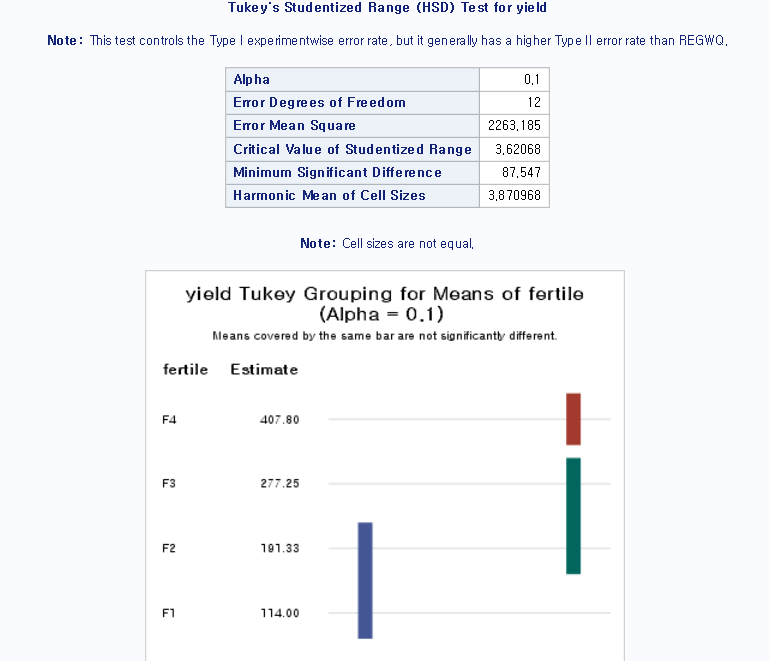 Tukey's Studentized Range (HSD) Test for yield
Note: This test controls the Type I experimentwise error rate, but it generally has a higher Type II error rate than REGWQ.
Alpha 0.1
Error Degrees of Freedom 12
Error Mean Square 2263.185
Critical Value of Studentized Range 3.62068
Minimum Significant Difference 87.547
Harmonic Mean of Cell Sizes 3.870968
Note: Cell sizes are not equal.
yield Tukey Grouping for Means of fertile
(Alpha = 0.1)
Means covered by the same bar are not significantly different.
fertile Estimate
F4 407.80
F3 277.25
F2 191.33
F1 114.00